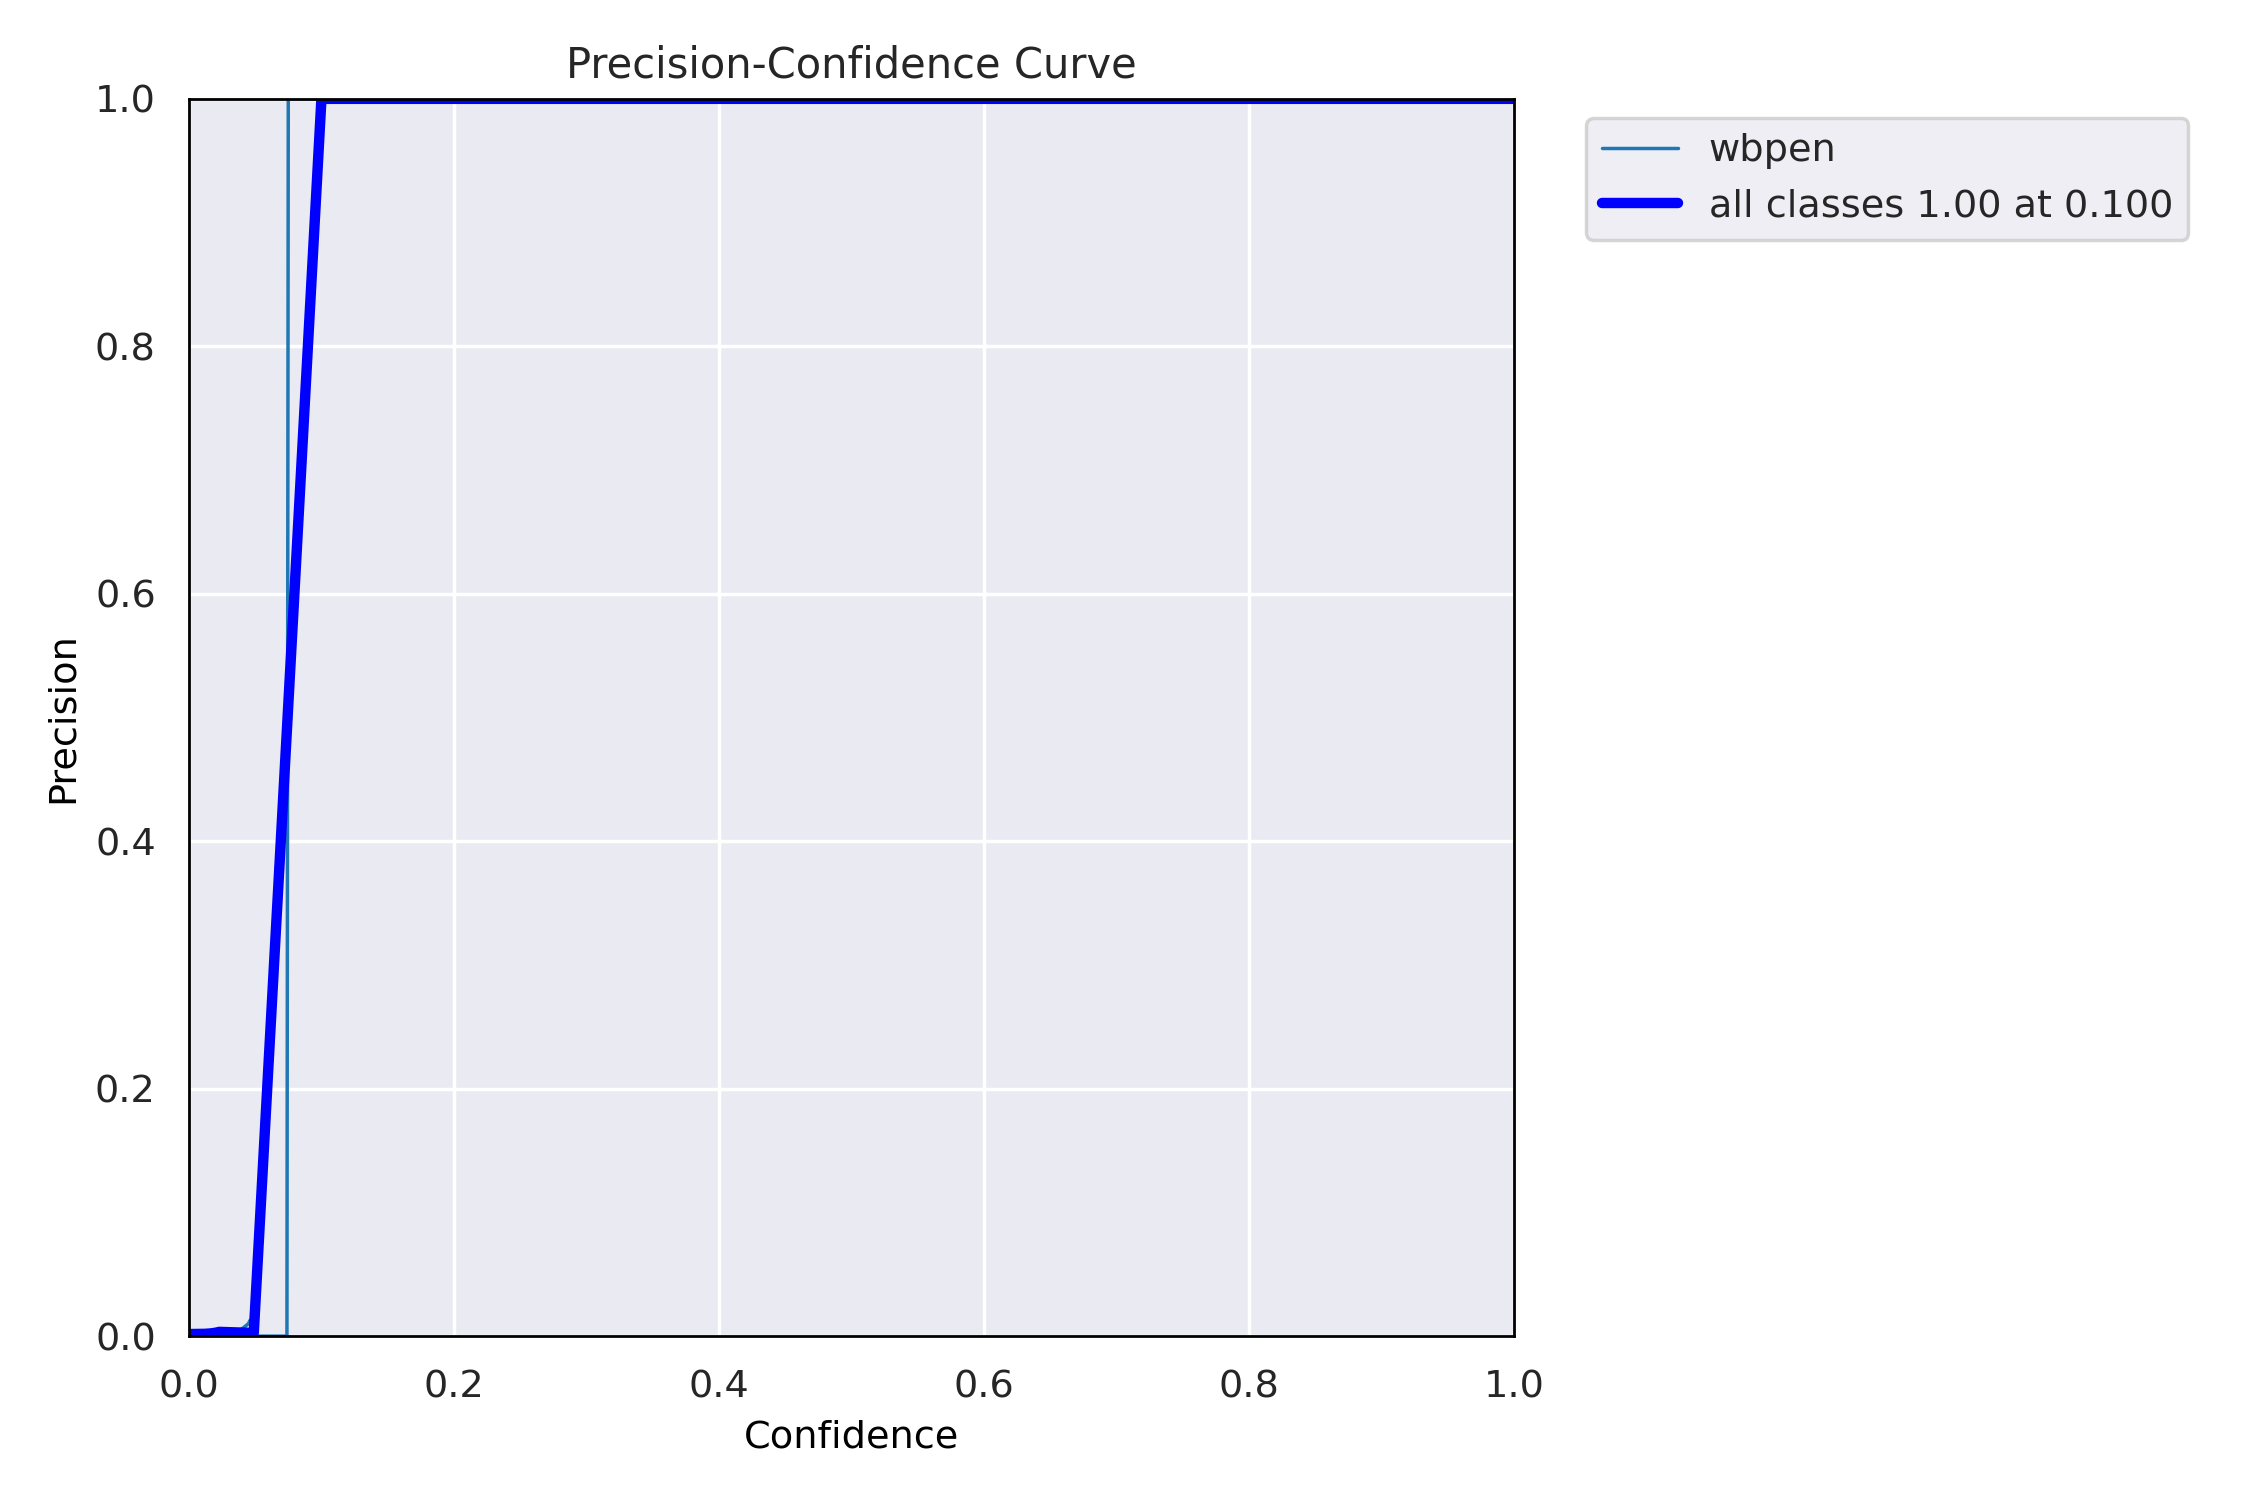 Precision-Confidence Curve
1.0
0.8
0.6
0.4
0.2
0.0
Precision
0.0 0.2 0.4 0.6 0.8 1.0
Confidence
wbpen
all classes 1.00 at 0.100